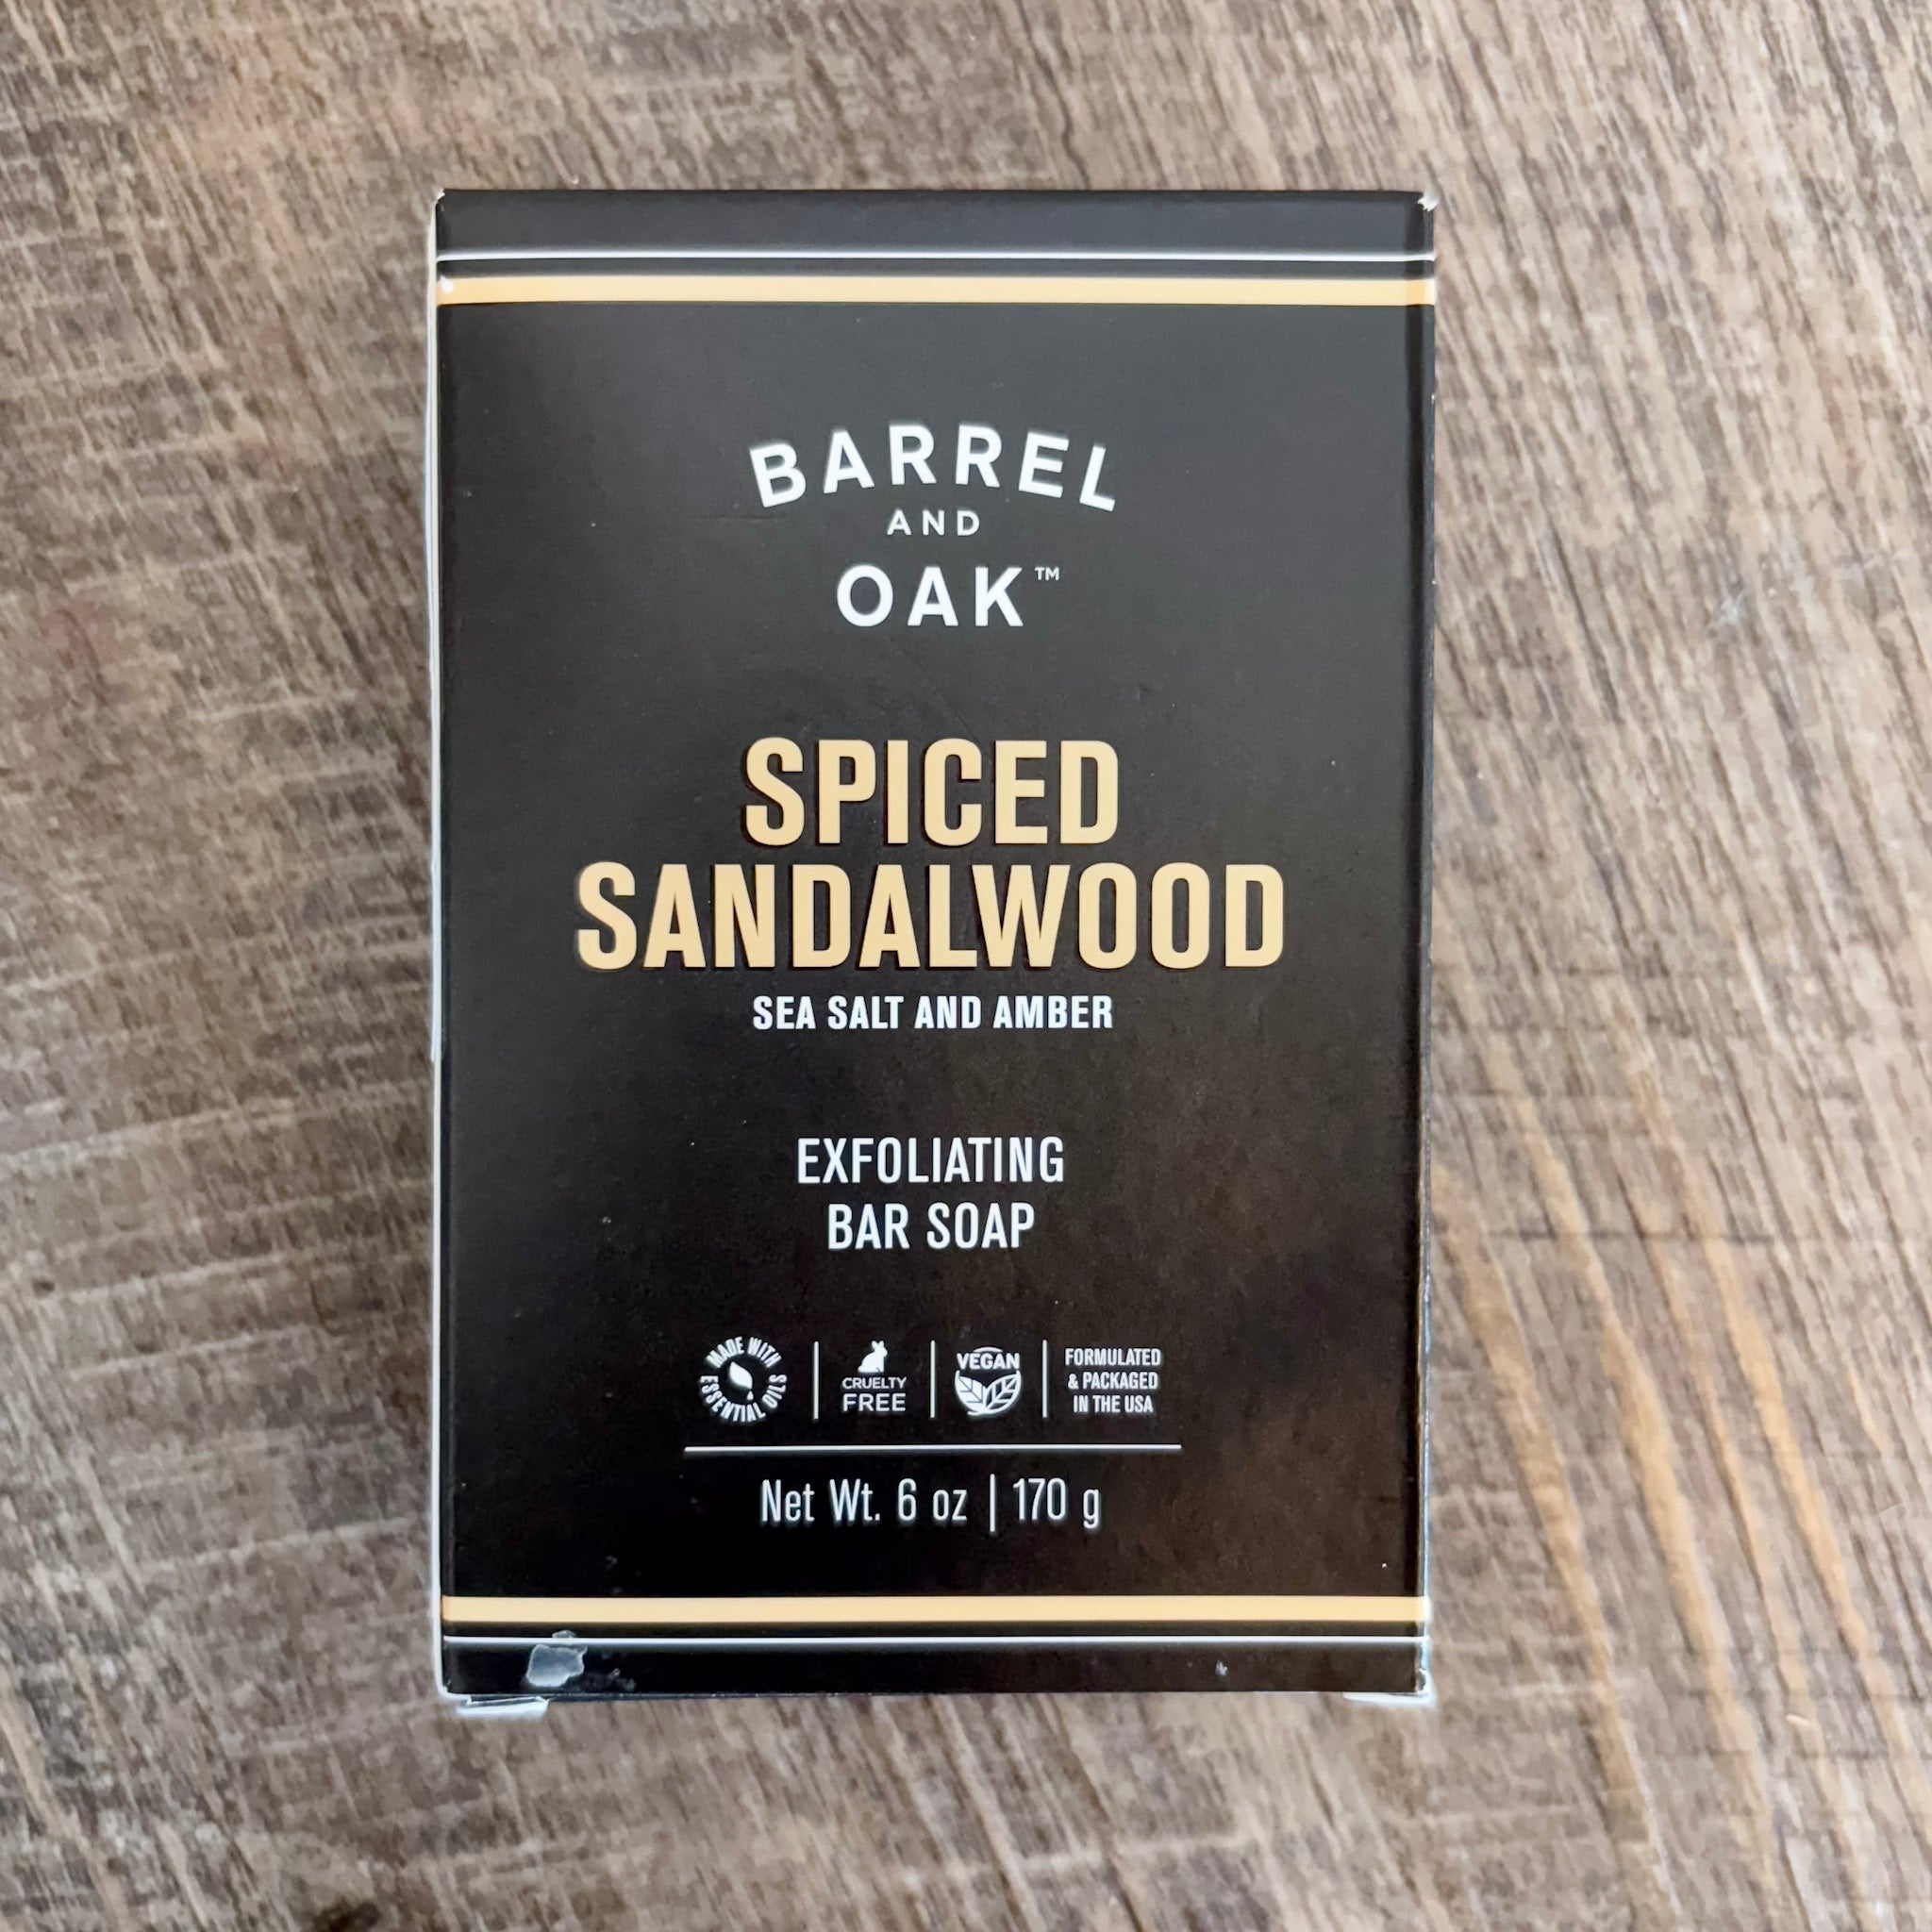 BARREL
AND
OAK™
SPICED
SANDALWOOD
SEA SALT AND AMBER
EXFOLIATING
BAR SOAP
MADE WITH ESSENTIAL OILS
CRUELTY
FREE
VEGAN
FORMULATED
& PACKAGED
IN THE USA
Net Wt. 6 oz | 170 g